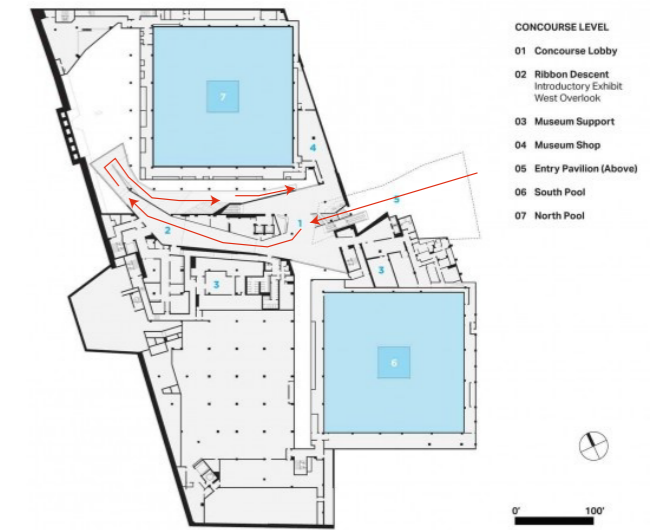 CONCOURSE LEVEL
01 Concourse Lobby
02 Ribbon Descent
Introductory Exhibit
West Overlook
03 Museum Support
04 Museum Shop
05 Entry Pavilion (Above)
06 South Pool
07 North Pool
7
4
5
1
2
3
3
6
0' 100'